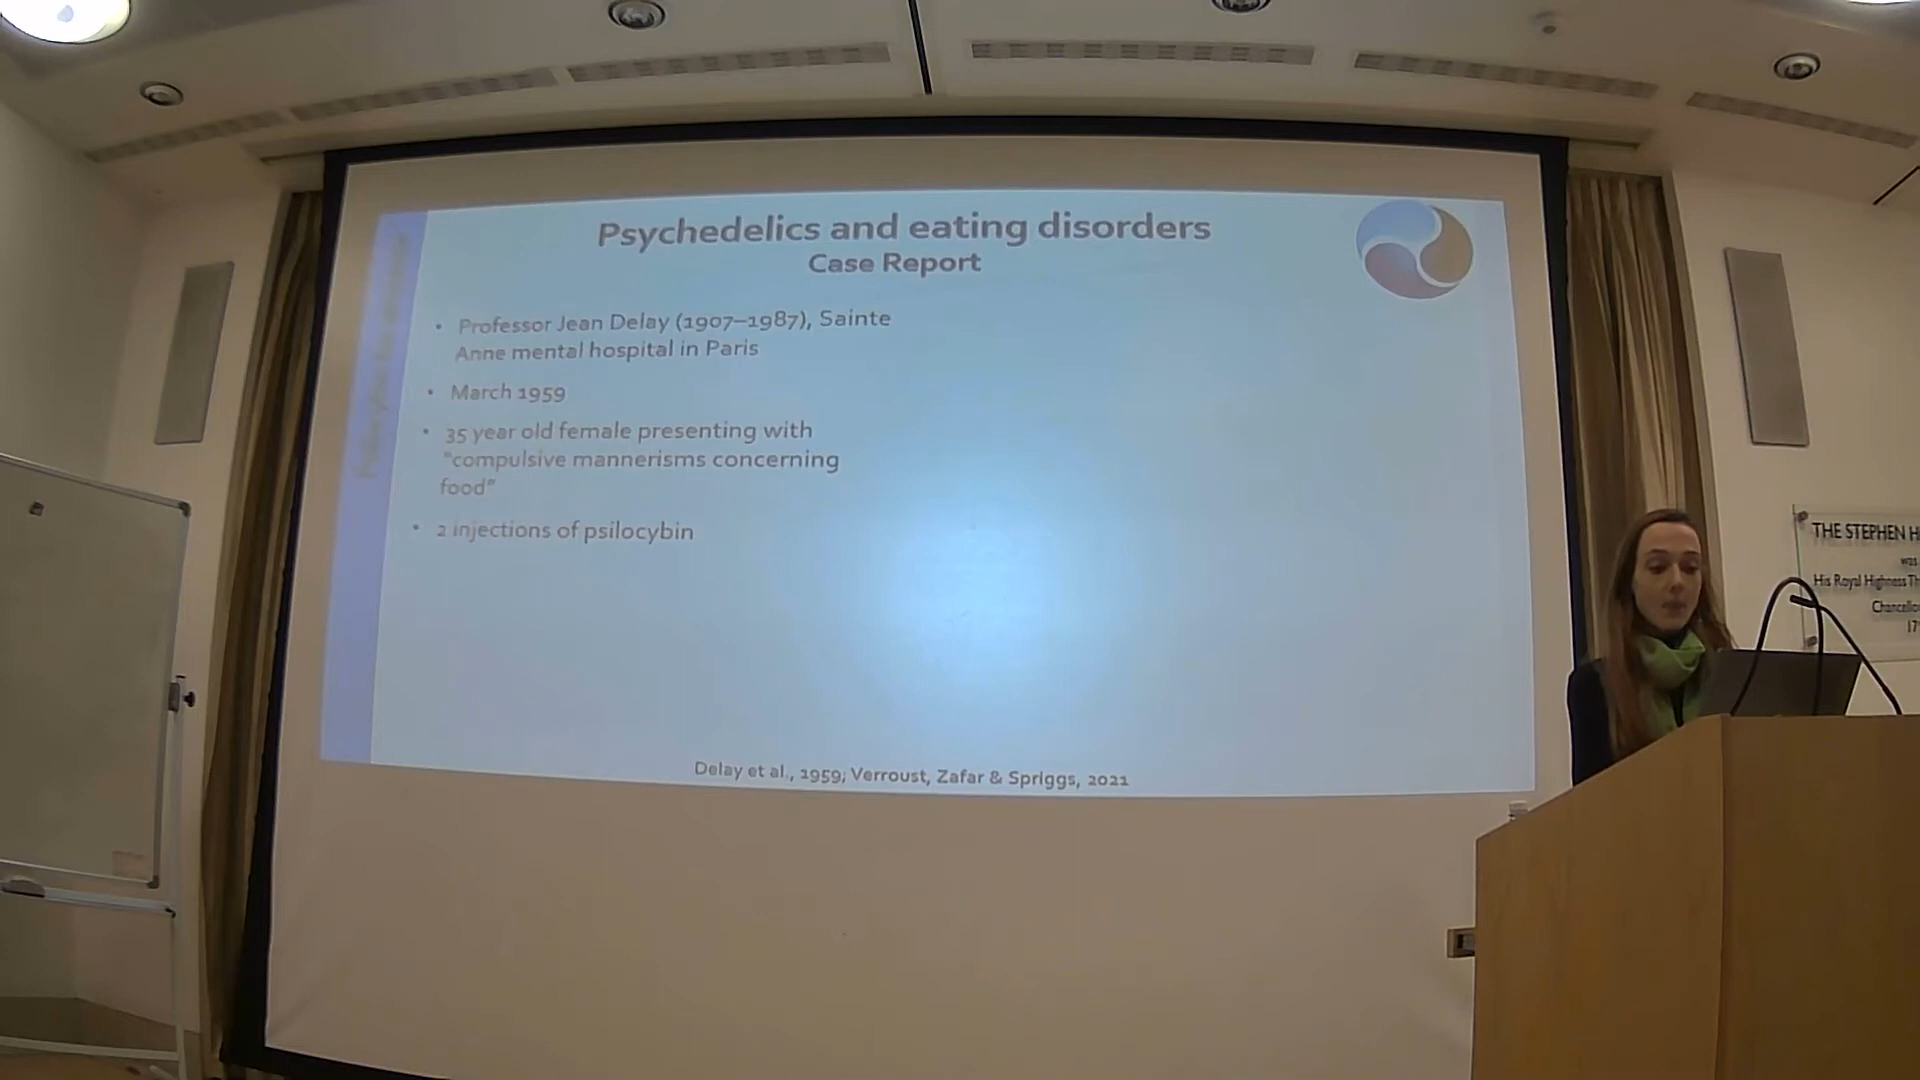 Psychedelics and eating disorders
Case Report
• Professor Jean Delay (1907–1987), Sainte
Anne mental hospital in Paris
• March 1959
• 35 year old female presenting with
"compulsive mannerisms concerning
food"
• 2 injections of psilocybin
Delay et al., 1959; Verroust, Zafar & Spriggs, 2021
THE STEPHEN
was
His Royal Highness